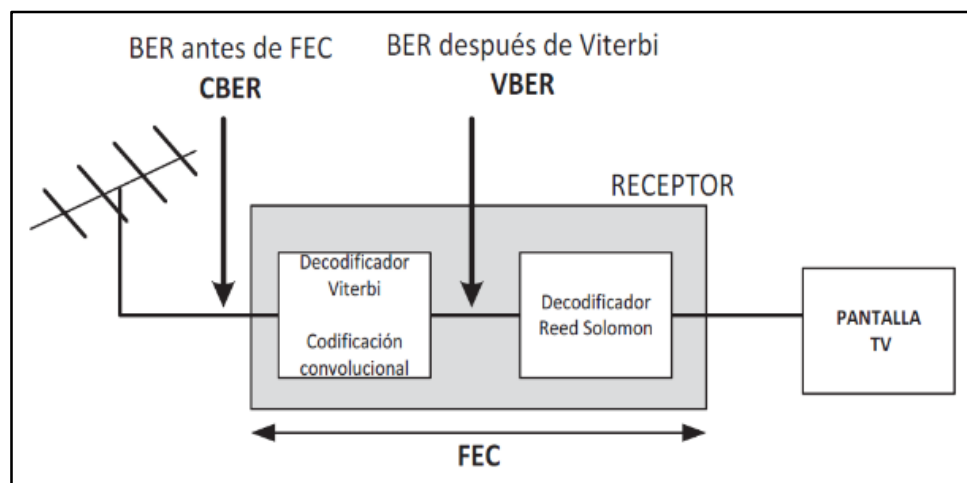 BER antes de FEC
CBER
BER después de Viterbi
VBER
RECEPTOR
Decodificador
Viterbi
Codificación
convolucional
Decodificador
Reed Solomon
PANTALLA
TV
FEC